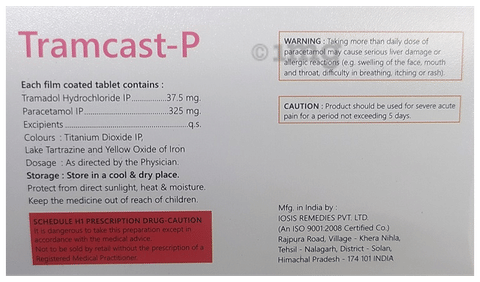 Tramcast-P
Each film coated tablet contains :
Tramadol Hydrochloride IP...............37.5 mg.
Paracetamol IP...................................325 mg.
Excipients.............................................q.s.
Colours : Titanium Dioxide IP,
Lake Tartrazine and Yellow Oxide of Iron
Dosage : As directed by the Physician.
Storage : Store in a cool & dry place.
Protect from direct sunlight, heat & moisture.
Keep the medicine out of reach of children.
SCHEDULE H1 PRESCRIPTION DRUG-CAUTION
It is dangerous to take this preparation except in
accordance with the medical advice.
Not to be sold by retail without the prescription of a
Registered Medical Practitioner.
WARNING : Taking more than daily dose of
paracetamol may cause serious liver damage or
allergic reactions (e.g. swelling of the face, mouth
and throat, difficulty in breathing, itching or rash).
©1mg
CAUTION : Product should be used for severe acute
pain for a period not exceeding 5 days.
Mfg. in India by :
IOSIS REMEDIES PVT. LTD.
(An ISO 9001:2008 Certified Co.)
Rajpura Road, Village - Khera Nihla,
Tehsil - Nalagarh, District - Solan,
Himachal Pradesh - 174 101 INDIA